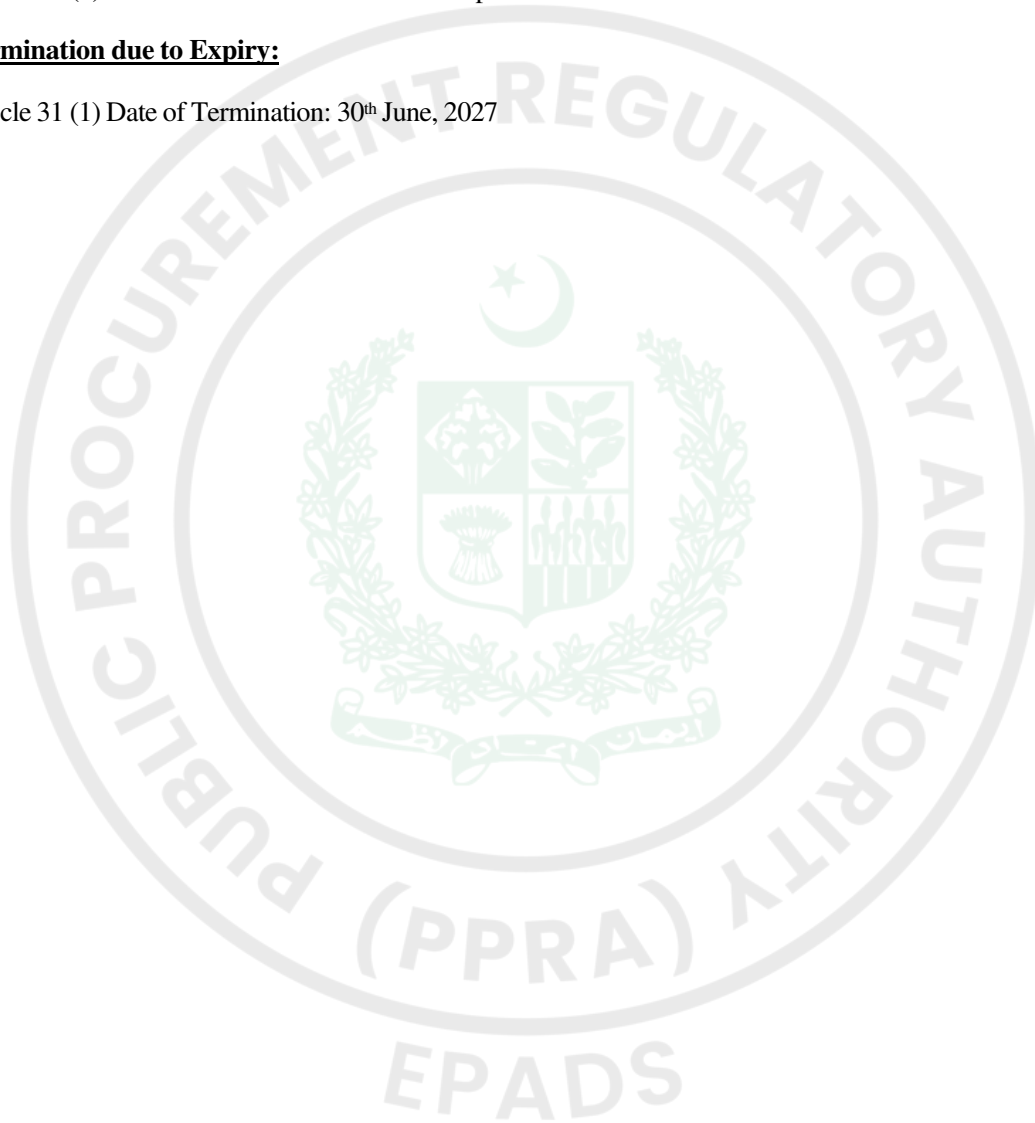 mination due to Expiry:
cle 31 (1) Date of Termination: 30th June, 2027
PUBLIC PROCUREMENT REGULATORY AUTHORITY
(PPRA)
EPADS